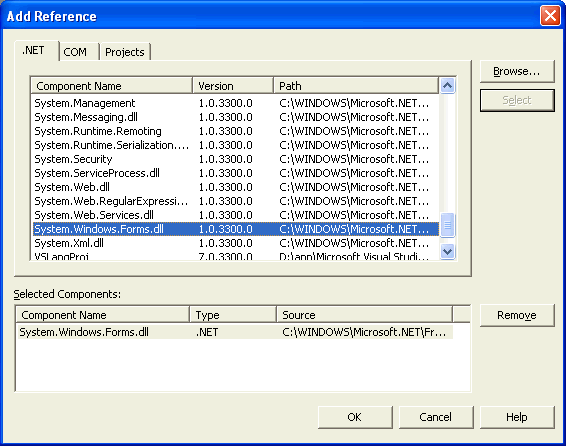 Add Reference
.NET COM Projects
Component Name Version Path
System.Management 1.0.3300.0 C:\WINDOWS\Microsoft.NET...
System.Messaging.dll 1.0.3300.0 C:\WINDOWS\Microsoft.NET...
System.Runtime.Remoting 1.0.3300.0 C:\WINDOWS\Microsoft.NET...
System.Runtime.Serialization.... 1.0.3300.0 C:\WINDOWS\Microsoft.NET...
System.Security 1.0.3300.0 C:\WINDOWS\Microsoft.NET...
System.ServiceProcess.dll 1.0.3300.0 C:\WINDOWS\Microsoft.NET...
System.Web.dll 1.0.3300.0 C:\WINDOWS\Microsoft.NET...
System.Web.RegularExpressi... 1.0.3300.0 C:\WINDOWS\Microsoft.NET...
System.Web.Services.dll 1.0.3300.0 C:\WINDOWS\Microsoft.NET...
System.Windows.Forms.dll 1.0.3300.0 C:\WINDOWS\Microsoft.NET...
System.Xml.dll 1.0.3300.0 C:\WINDOWS\Microsoft.NET...
VSLangProj 7.0.3300.0 D:\app\Microsoft Visual Studi...
Browse...
Select
Selected Components:
Component Name Type Source
System.Windows.Forms.dll .NET C:\WINDOWS\Microsoft.NET\Fr...
Remove
OK Cancel Help